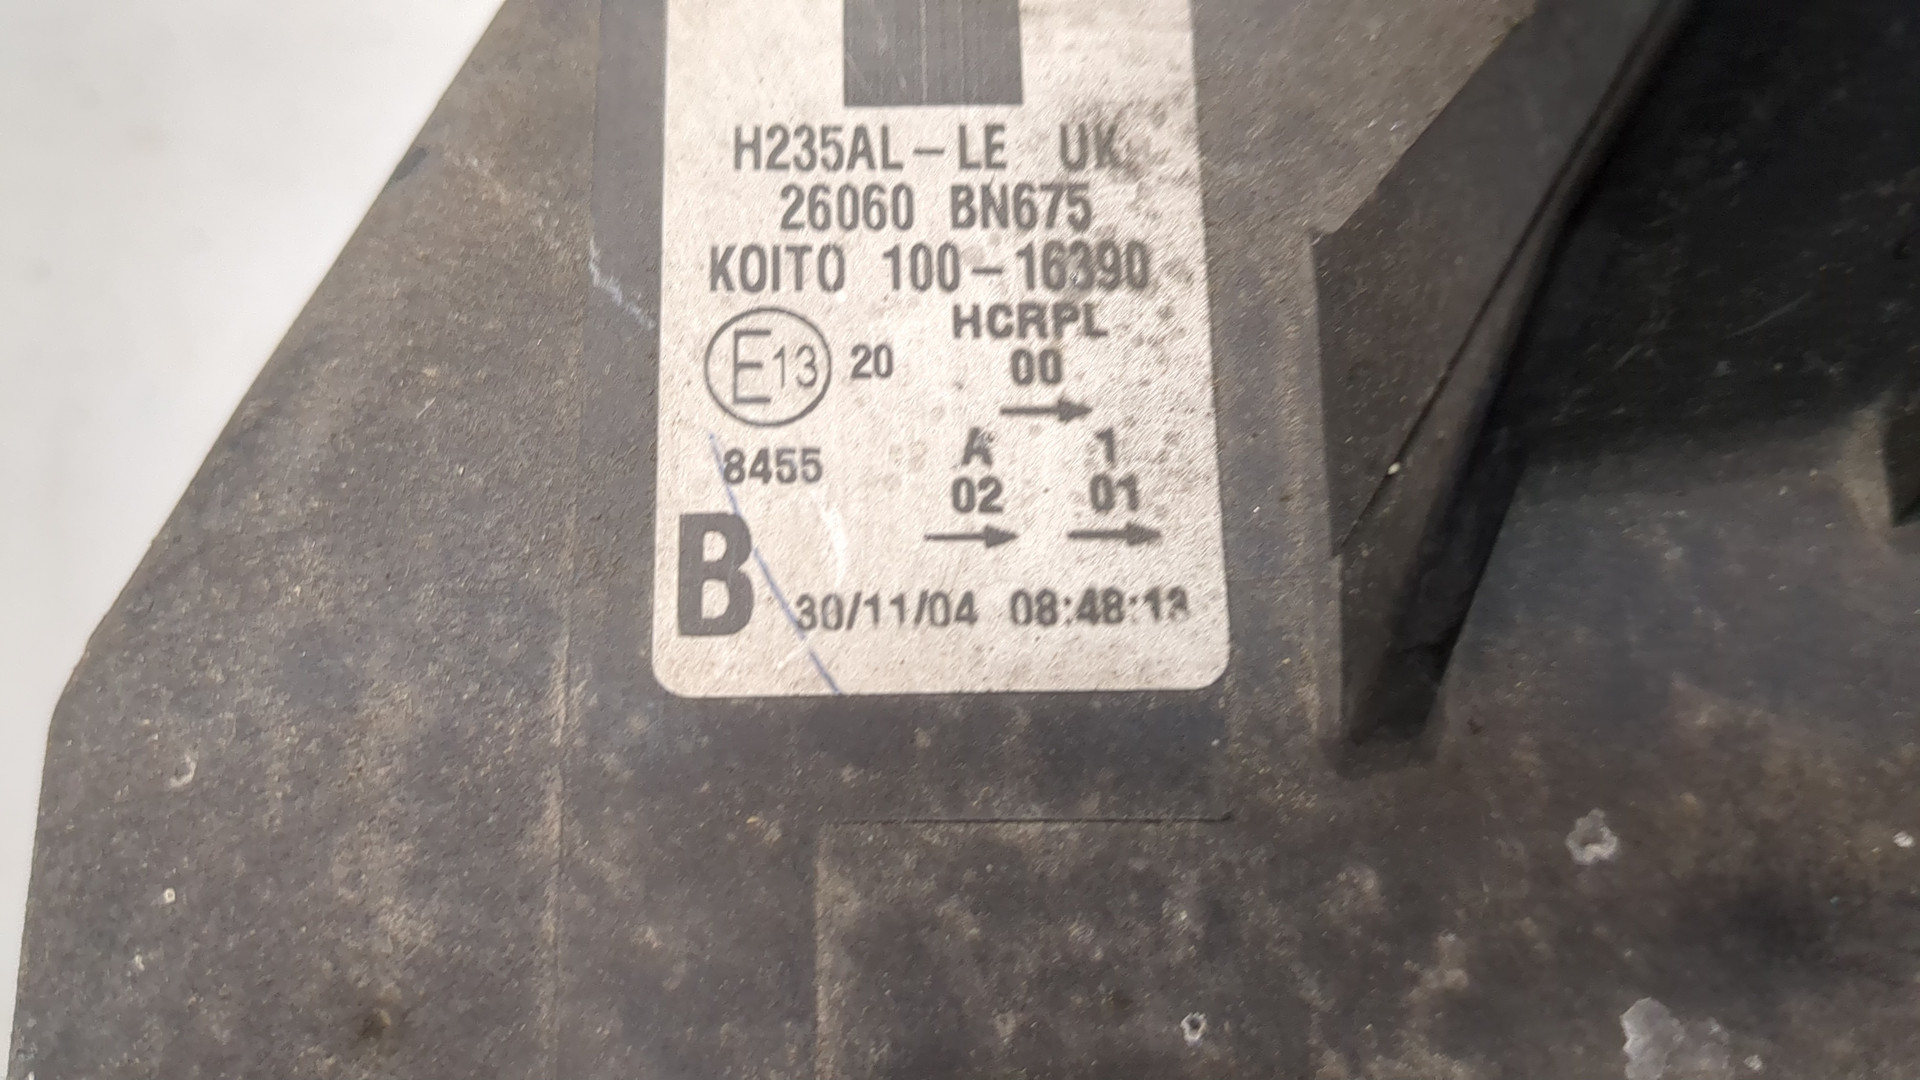 H235AL-LE UK
26060 BN675
KOITO 100-16390
HCRPL
E13 20 00
→
8455 A 1
02 01
→ →
B 30/11/04 08:48:13